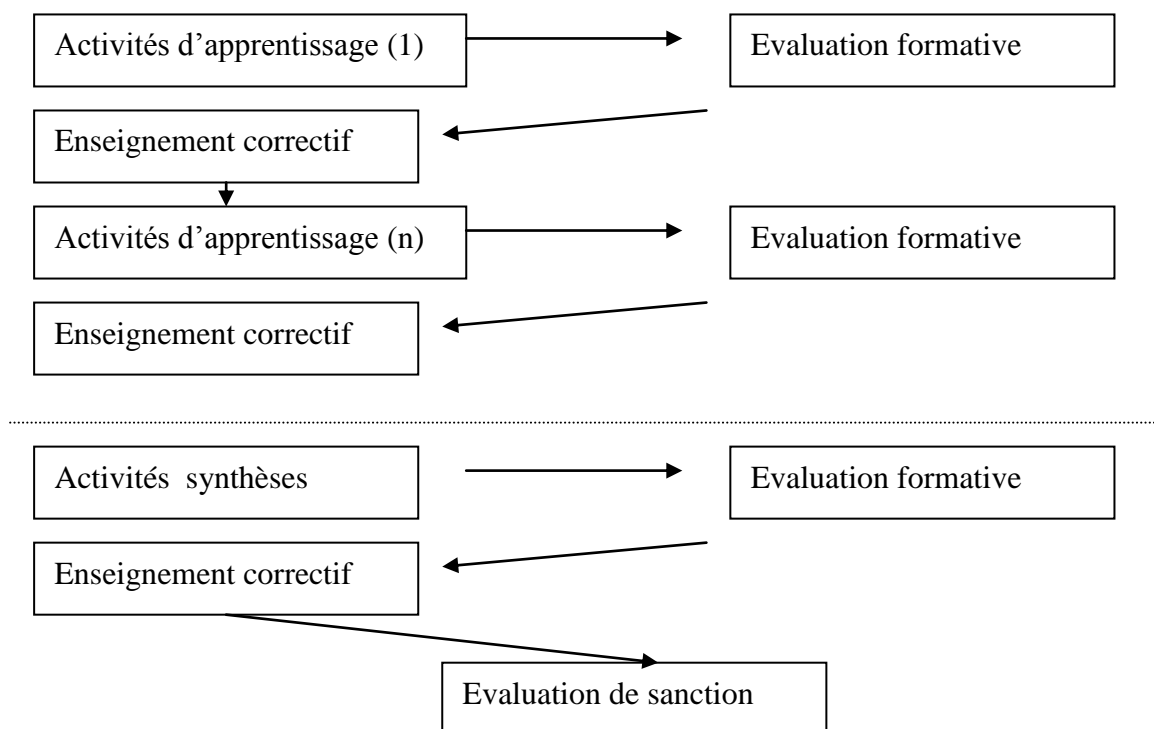 Activités d’apprentissage (1)
Evaluation formative
Enseignement correctif
Activités d’apprentissage (n)
Evaluation formative
Enseignement correctif
Activités  synthèses
Evaluation formative
Enseignement correctif
Evaluation de sanction